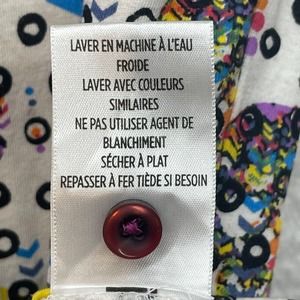 LAVER EN MACHINE À L'EAU
FROIDE
LAVER AVEC COULEURS
SIMILAIRES
NE PAS UTILISER AGENT DE
BLANCHIMENT
SÉCHER À PLAT
REPASSER À FER TIÈDE SI BESOIN